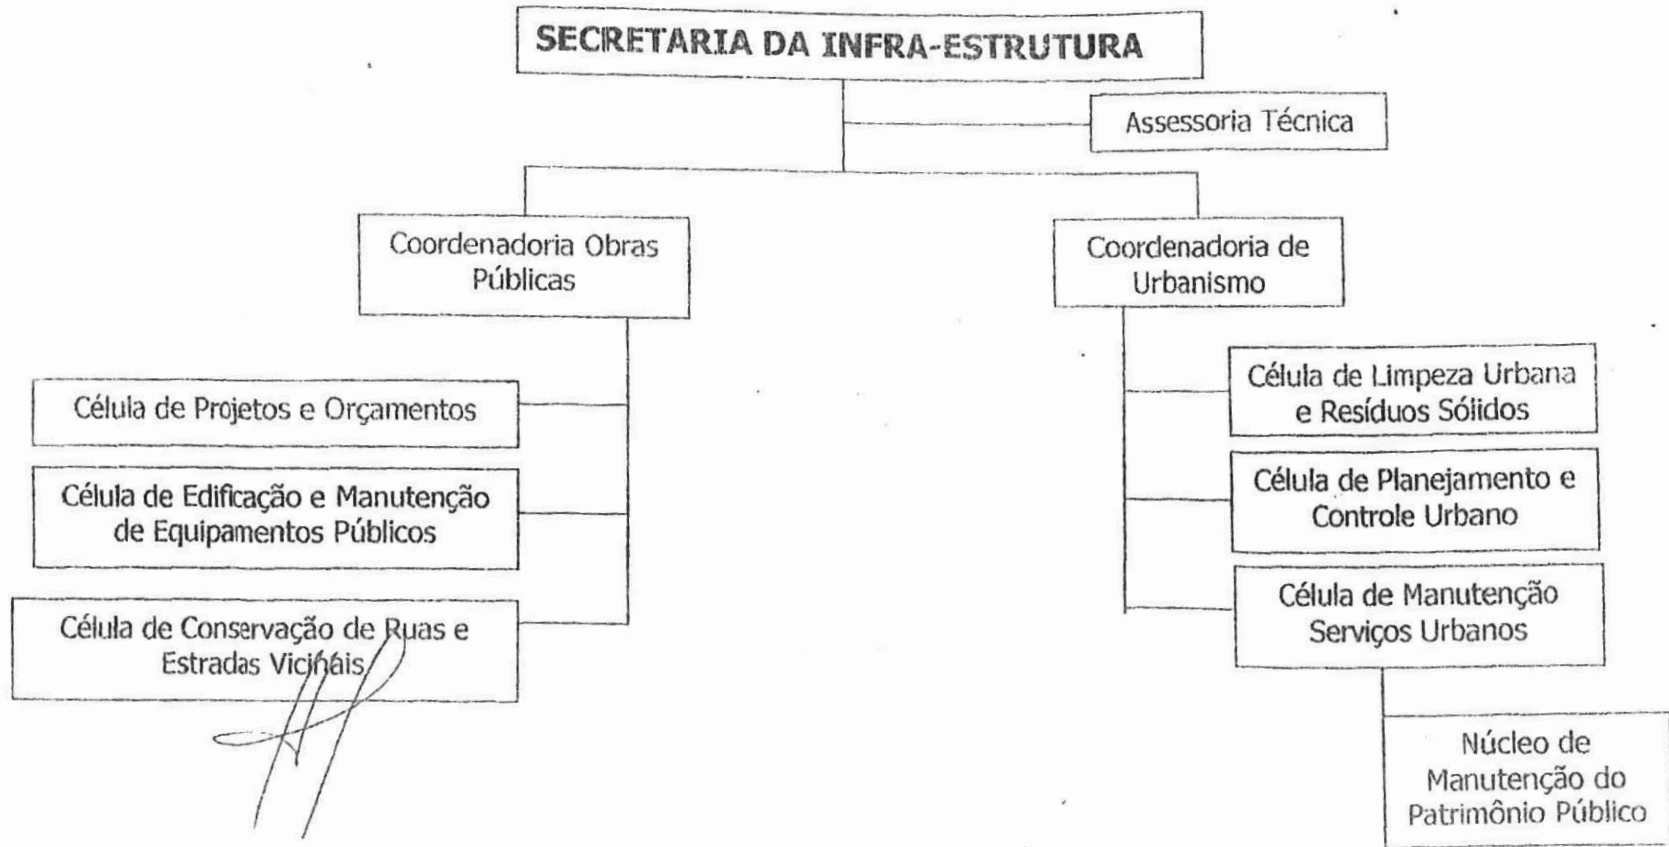 SECRETARIA DA INFRA-ESTRUTURA
Assessoria Técnica
Coordenadoria Obras
Públicas
Coordenadoria de
Urbanismo
Célula de Projetos e Orçamentos
Célula de Edificação e Manutenção
de Equipamentos Públicos
Célula de Conservação de Ruas e
Estradas Vicinais
Célula de Limpeza Urbana
e Resíduos Sólidos
Célula de Planejamento e
Controle Urbano
Célula de Manutenção
Serviços Urbanos
Núcleo de
Manutenção do
Patrimônio Público